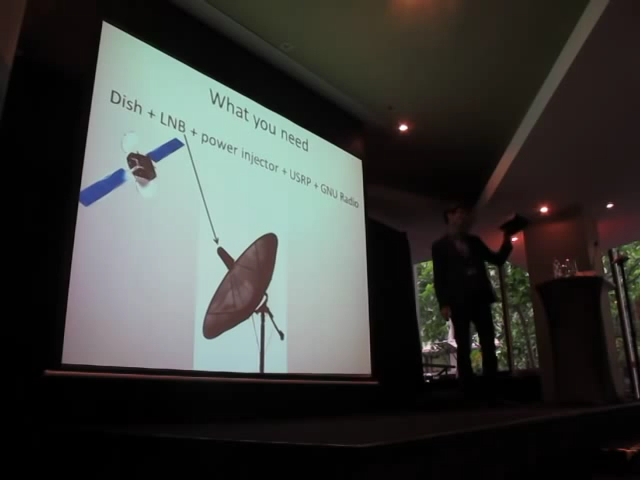 What you need
Dish + LNB + power injector + USRP + GNU Radio